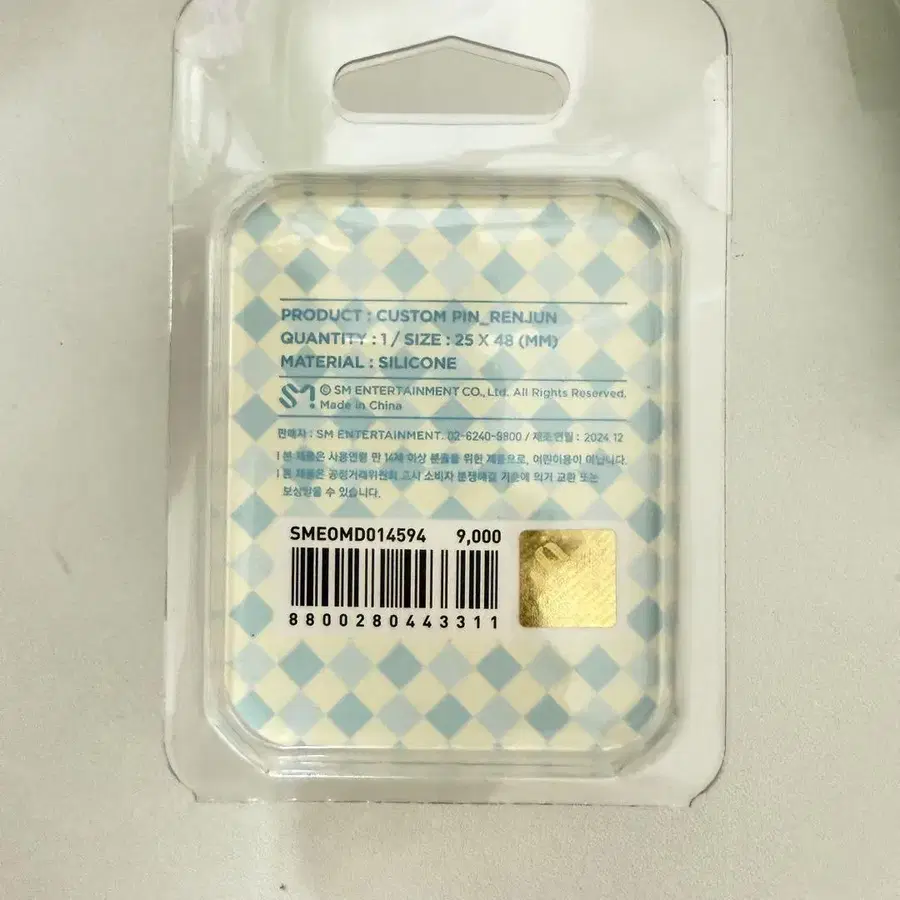 PRODUCT : CUSTOM PIN_RENJUN
QUANTITY : 1 / SIZE : 25 X 48 (MM)
MATERIAL : SILICONE
SM © SM ENTERTAINMENT CO., Ltd. All Rights Reserved.
Made in China
판매자 : SM ENTERTAINMENT. 02-6240-9800 / 제조연월 : 2024.12
| 본 제품은 사용연령 만 14세 이상 분들을 위한 제품으로, 어린이용이 아닙니다.
| 본 제품은 공정거래위원회 고시 소비자 분쟁해결 기준에 의거 교환 또는
보상받을 수 있습니다.
SMEOMD014594 9,000
8800280443311